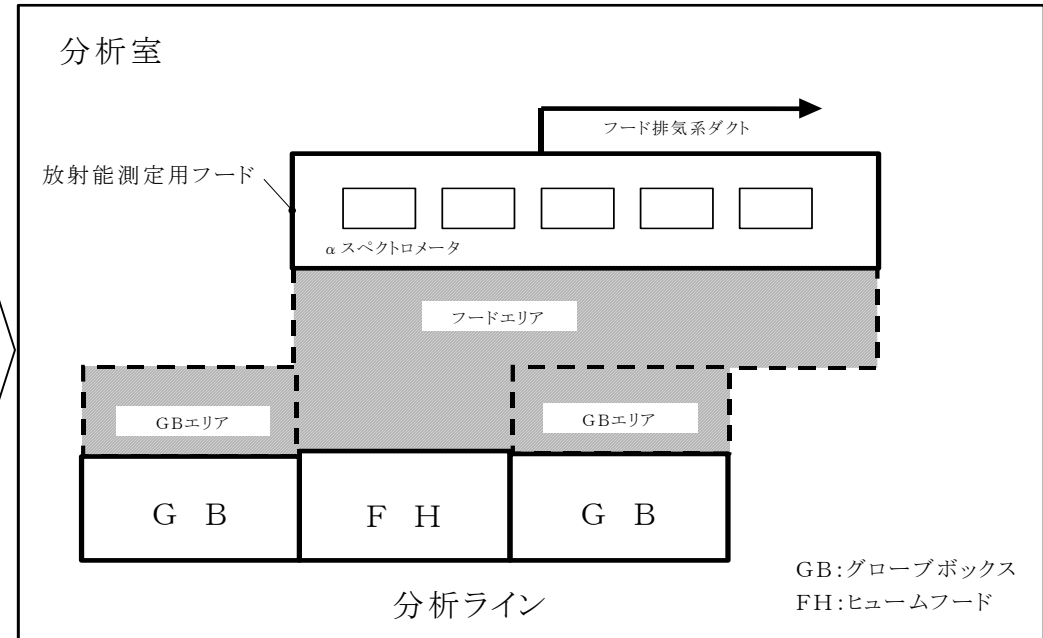 分析室
フード排気系ダクト
放射能測定用フード
αスペクトロメータ
フードエリア
GBエリア
GBエリア
G B
F H
G B
GB:グローブボックス
分析ライン
FH:ヒュームフード